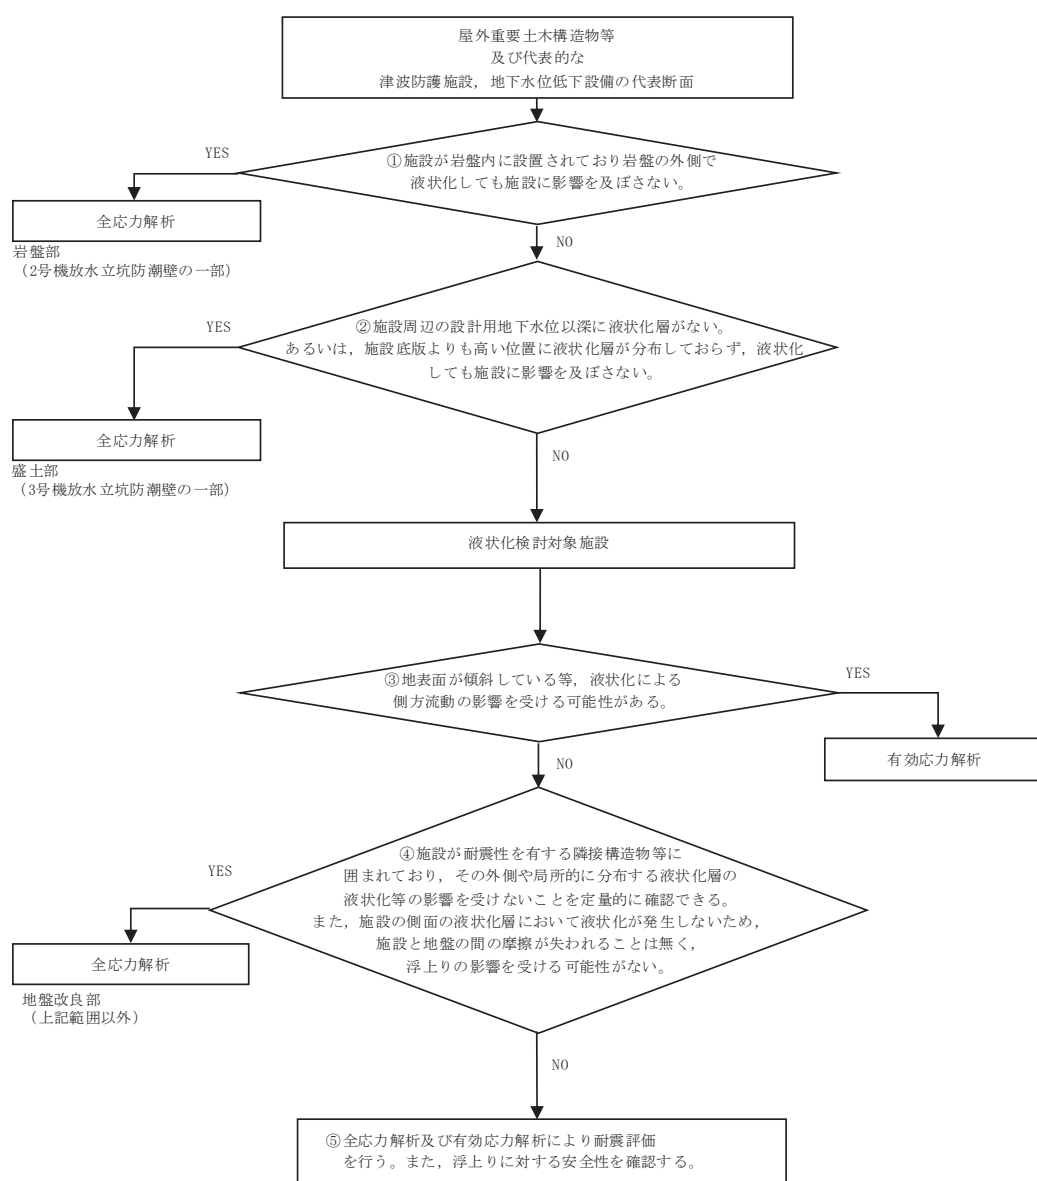 屋外重要土木構造物等
及び代表的な
津波防護施設，地下水位低下設備の代表断面
YES
①施設が岩盤内に設置されており岩盤の外側で
液状化しても施設に影響を及ぼさない。
全応力解析
岩盤部
（2号機放水立坑防潮壁の一部）
NO
YES
②施設周辺の設計用地下水位以深に液状化層がない。
あるいは，施設底版よりも高い位置に液状化層が分布しておらず，液状化
しても施設に影響を及ぼさない。
全応力解析
盛土部
（3号機放水立坑防潮壁の一部）
NO
液状化検討対象施設
③地表面が傾斜している等，液状化による
側方流動の影響を受ける可能性がある。
YES
有効応力解析
NO
YES
④施設が耐震性を有する隣接構造物等に
囲まれており，その外側や局所的に分布する液状化層の
液状化等の影響を受けないことを定量的に確認できる。
また，施設の側面の液状化層において液状化が発生しないため，
施設と地盤の間の摩擦が失われることは無く，
浮上りの影響を受ける可能性がない。
全応力解析
地盤改良部
（上記範囲以外）
NO
⑤全応力解析及び有効応力解析により耐震評価
を行う。また，浮上りに対する安全性を確認する。